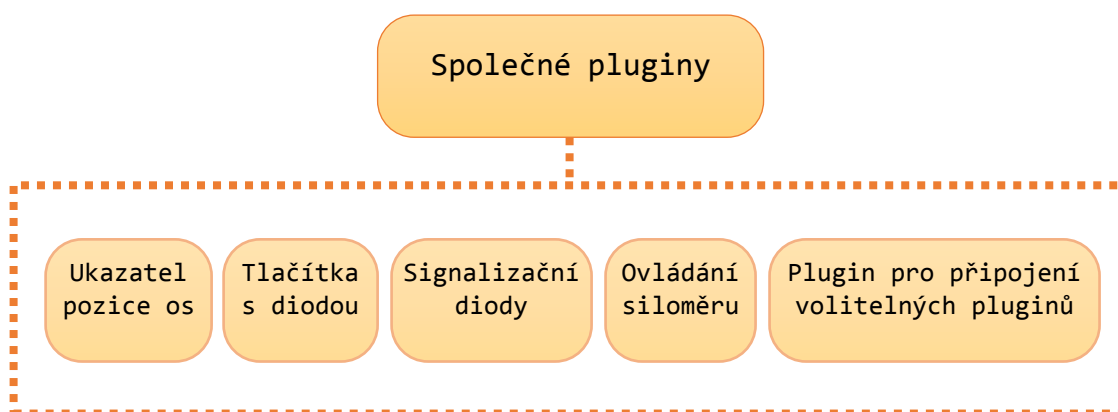 Společné pluginy
Ukazatel
pozice os
Tlačítka
s diodou
Signalizační
diody
Ovládání
siloměru
Plugin pro připojení
volitelných pluginů